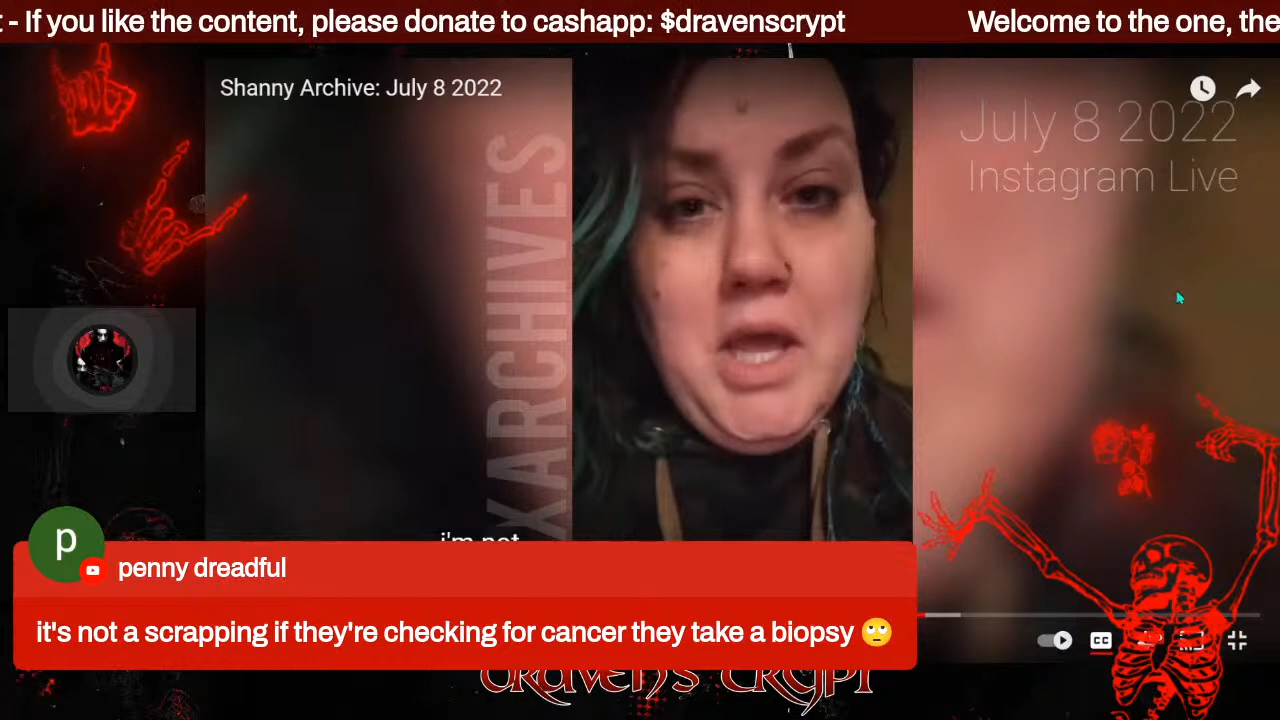 - If you like the content, please donate to cashapp: $dravenscrypt
Welcome to the one, the
Shanny Archive: July 8 2022
July 8 2022
Instagram Live
XARCHIVES
i'm not
p
penny dreadful
it's not a scrapping if they're checking for cancer they take a biopsy 🙄
CC
DRAVEN'S CRYPT